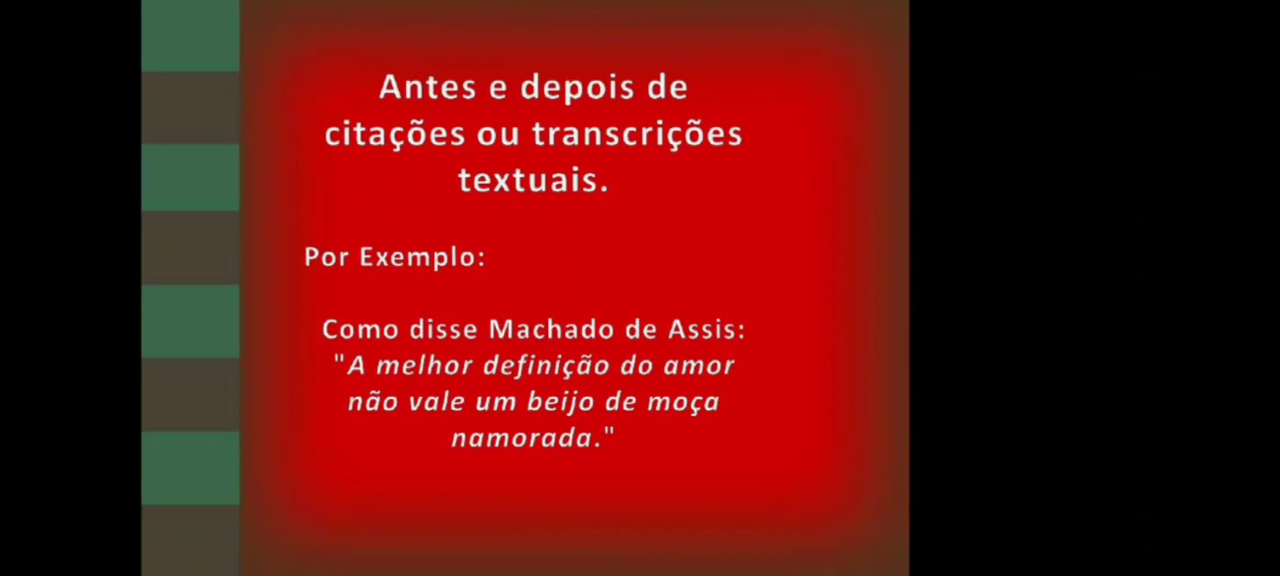 Antes e depois de
citações ou transcrições
textuais.
Por Exemplo:
Como disse Machado de Assis:
"A melhor definição do amor
não vale um beijo de moça
namorada."